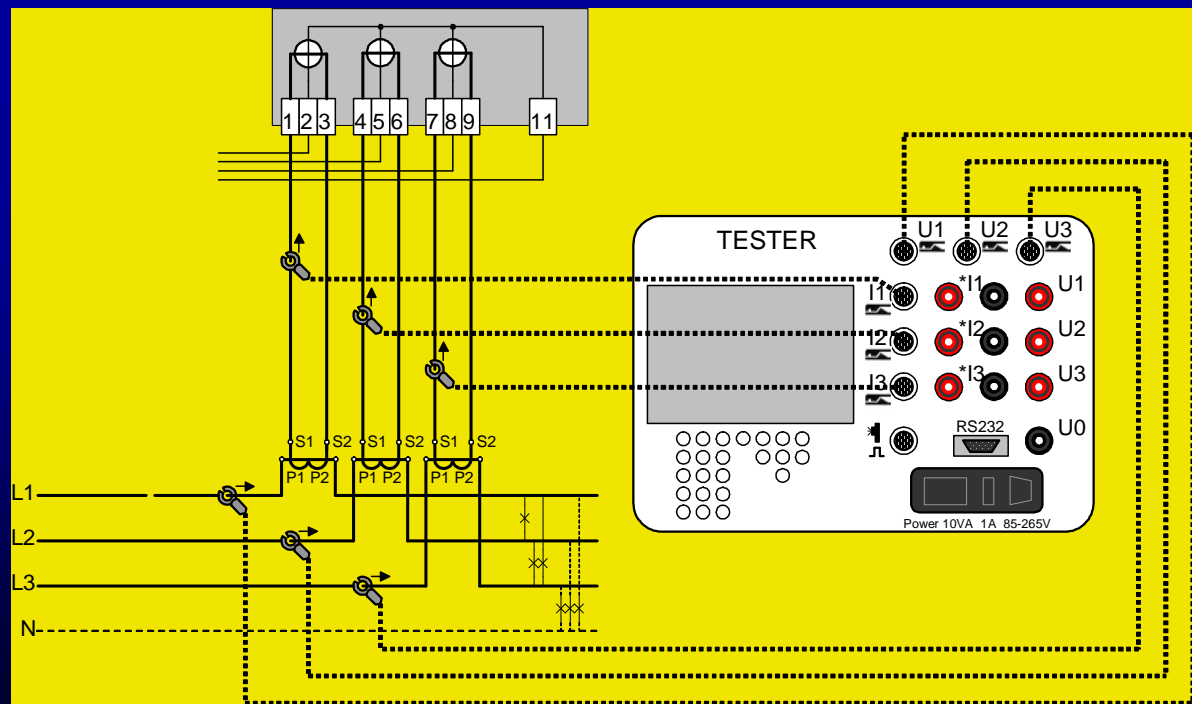 1 2 3 4 5 6 7 8 9 11
TESTER
U1 U2 U3
I1 *I1 U1
I2 *I2 U2
I3 *I3 U3
RS232 U0
Power 10VA 1A 85-265V
S1 S2 S1 S2 S1 S2
P1 P2 P1 P2 P1 P2
L1
L2
L3
N